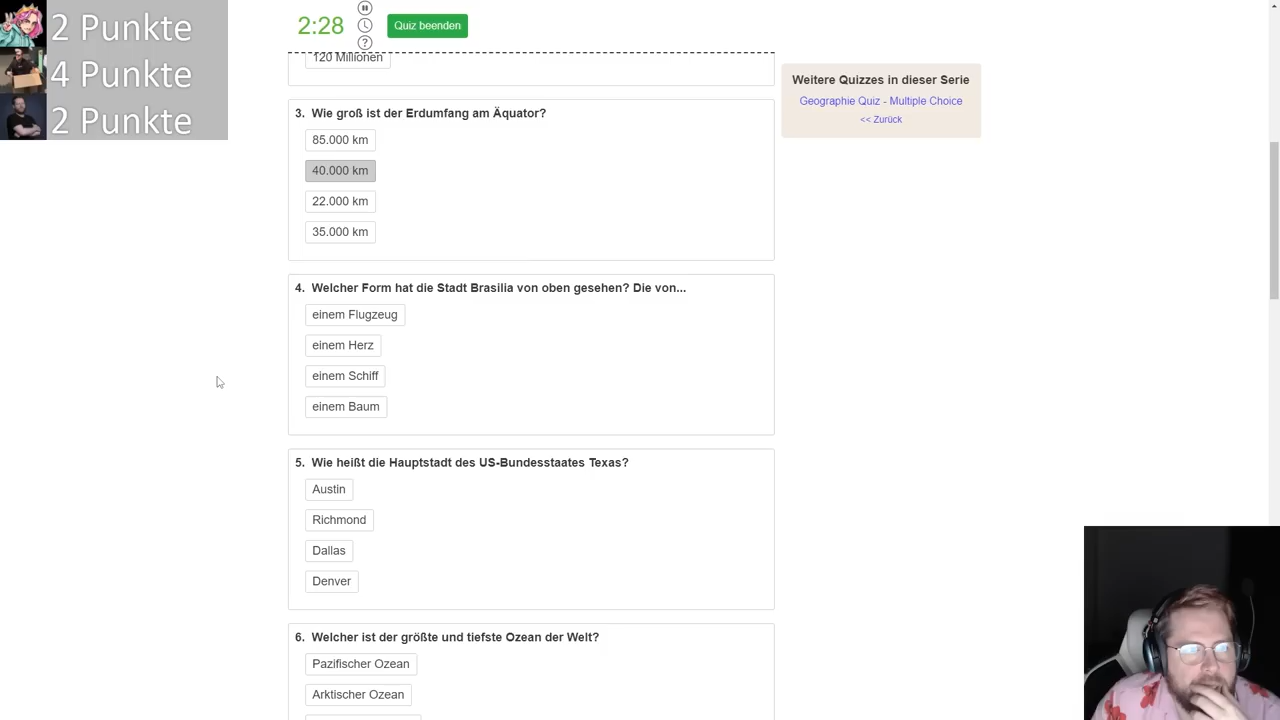 2 Punkte
4 Punkte
2 Punkte
2:28
Quiz beenden
120 Millionen
3. Wie groß ist der Erdumfang am Äquator?
85.000 km
40.000 km
22.000 km
35.000 km
4. Welcher Form hat die Stadt Brasilia von oben gesehen? Die von...
einem Flugzeug
einem Herz
einem Schiff
einem Baum
5. Wie heißt die Hauptstadt des US-Bundesstaates Texas?
Austin
Richmond
Dallas
Denver
6. Welcher ist der größte und tiefste Ozean der Welt?
Pazifischer Ozean
Arktischer Ozean
Weitere Quizzes in dieser Serie
Geographie Quiz - Multiple Choice
<< Zurück